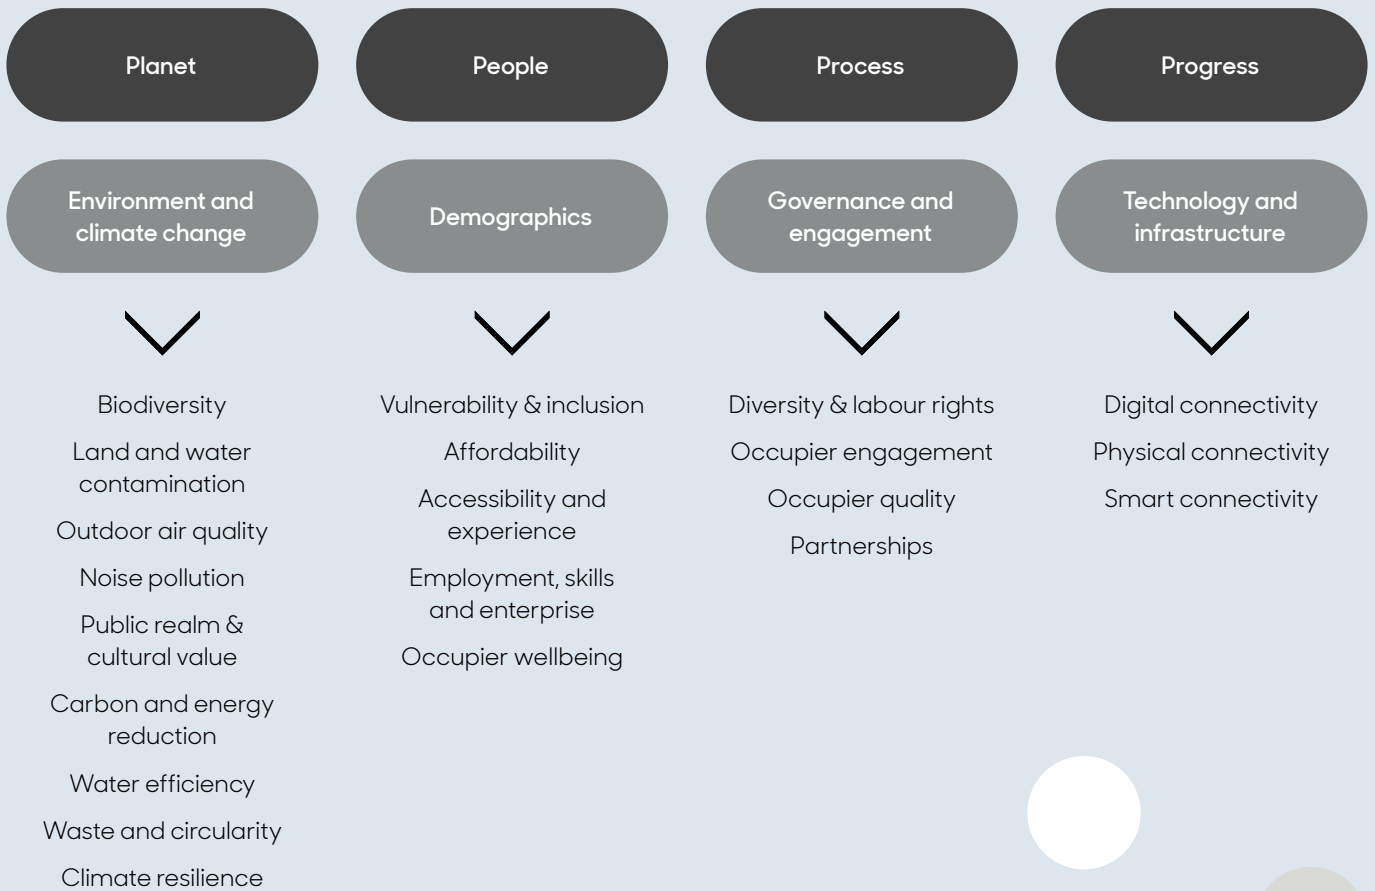 Planet
Environment and
climate change
Biodiversity
Land and water
contamination
Outdoor air quality
Noise pollution
Public realm &
cultural value
Carbon and energy
reduction
Water efficiency
Waste and circularity
Climate resilience
People
Demographics
Vulnerability & inclusion
Affordability
Accessibility and
experience
Employment, skills
and enterprise
Occupier wellbeing
Process
Governance and
engagement
Diversity & labour rights
Occupier engagement
Occupier quality
Partnerships
Progress
Technology and
infrastructure
Digital connectivity
Physical connectivity
Smart connectivity